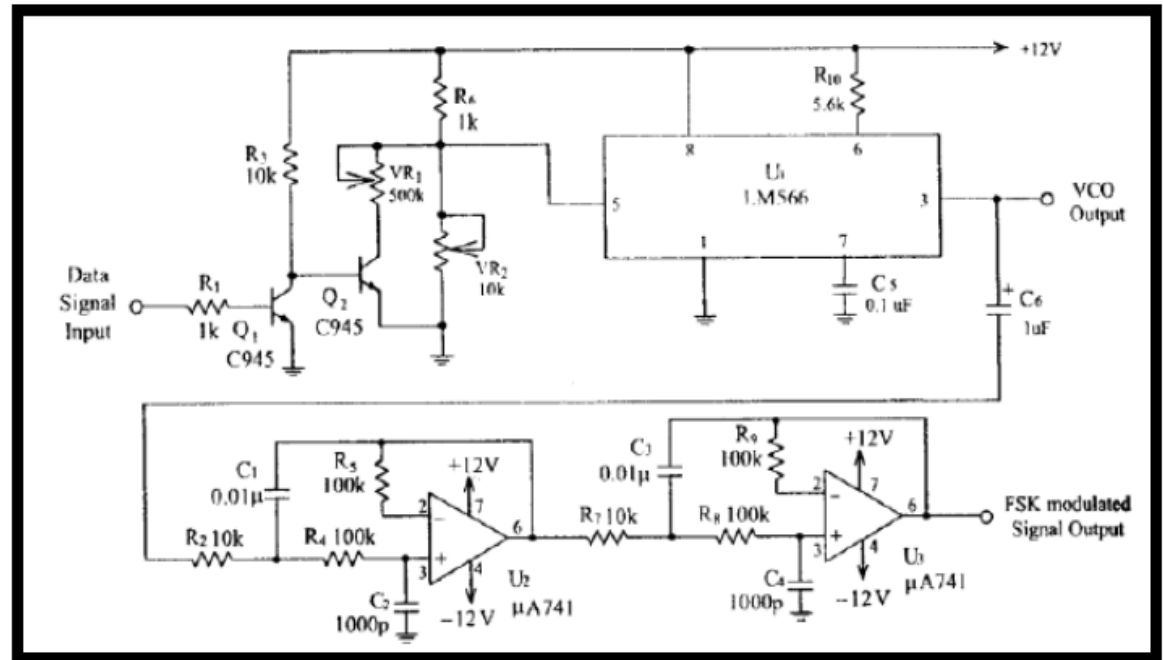 +12V
R10
5.6k
R6
1k
R3
10k
VR1
500k
8
6
U1
LM566
5
3
VCO
Output
1
7
VR2
10k
C5
0.1 uF
+
C6
1uF
Data
Signal
Input
R1
1k
Q1
C945
Q2
C945
C1
0.01μ
R5
100k
+12V
7
2
−
6
R2 10k
R4 100k
+
3
4
U2
μA741
C2
1000p
−12V
C3
0.01μ
R9
100k
+12V
7
2
−
6
FSK modulated
Signal Output
R7 10k
R8 100k
+
3
4
U3
μA741
C4
1000p
−12V